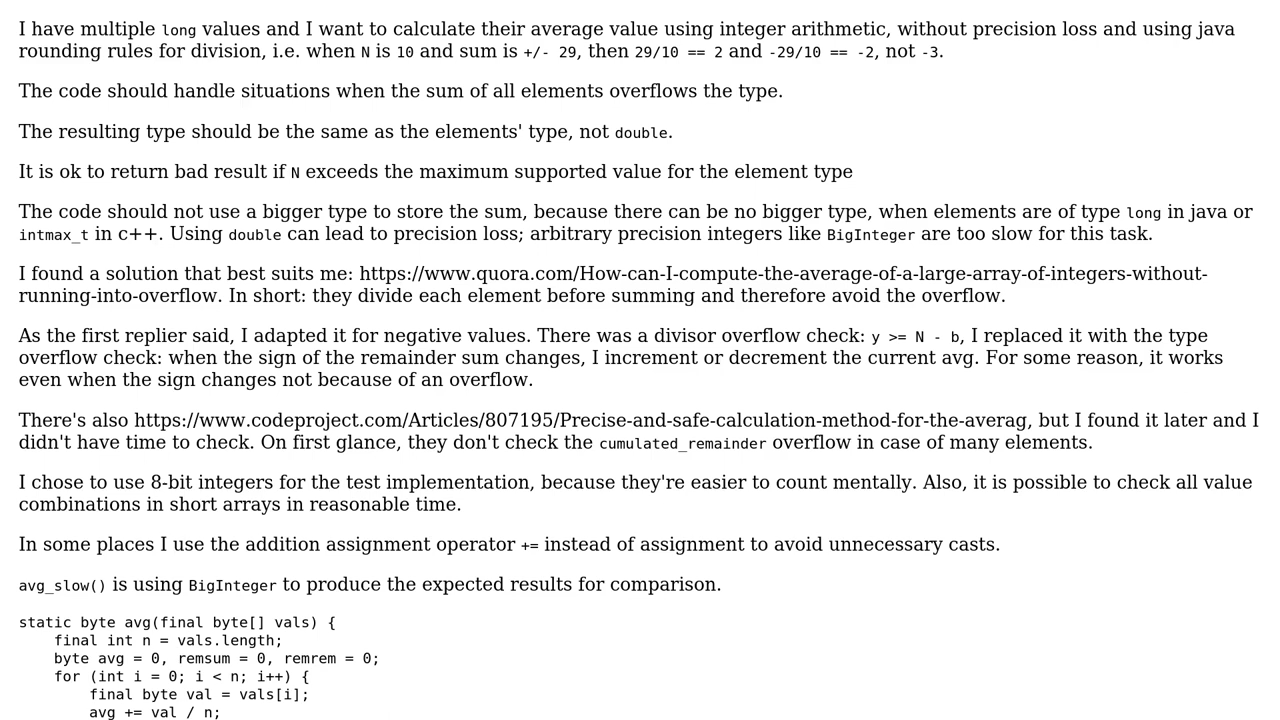 I have multiple long values and I want to calculate their average value using integer arithmetic, without precision loss and using java
rounding rules for division, i.e. when N is 10 and sum is +/- 29, then 29/10 == 2 and -29/10 == -2, not -3.
The code should handle situations when the sum of all elements overflows the type.
The resulting type should be the same as the elements' type, not double.
It is ok to return bad result if N exceeds the maximum supported value for the element type
The code should not use a bigger type to store the sum, because there can be no bigger type, when elements are of type long in java or
intmax_t in c++. Using double can lead to precision loss; arbitrary precision integers like BigInteger are too slow for this task.
I found a solution that best suits me: https://www.quora.com/How-can-I-compute-the-average-of-a-large-array-of-integers-without-
running-into-overflow. In short: they divide each element before summing and therefore avoid the overflow.
As the first replier said, I adapted it for negative values. There was a divisor overflow check: y >= N - b, I replaced it with the type
overflow check: when the sign of the remainder sum changes, I increment or decrement the current avg. For some reason, it works
even when the sign changes not because of an overflow.
There's also https://www.codeproject.com/Articles/807195/Precise-and-safe-calculation-method-for-the-averag, but I found it later and I
didn't have time to check. On first glance, they don't check the cumulated_remainder overflow in case of many elements.
I chose to use 8-bit integers for the test implementation, because they're easier to count mentally. Also, it is possible to check all value
combinations in short arrays in reasonable time.
In some places I use the addition assignment operator += instead of assignment to avoid unnecessary casts.
avg_slow() is using BigInteger to produce the expected results for comparison.
static byte avg(final byte[] vals) {
    final int n = vals.length;
    byte avg = 0, remsum = 0, remrem = 0;
    for (int i = 0; i < n; i++) {
        final byte val = vals[i];
        avg += val / n;